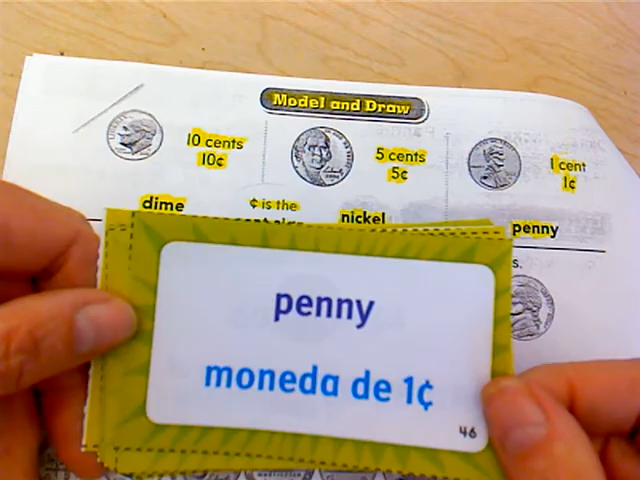 Model and Draw
10 cents
10¢
5 cents
5¢
1 cent
1¢
dime
¢ is the
nickel
penny
penny
moneda de 1¢
46